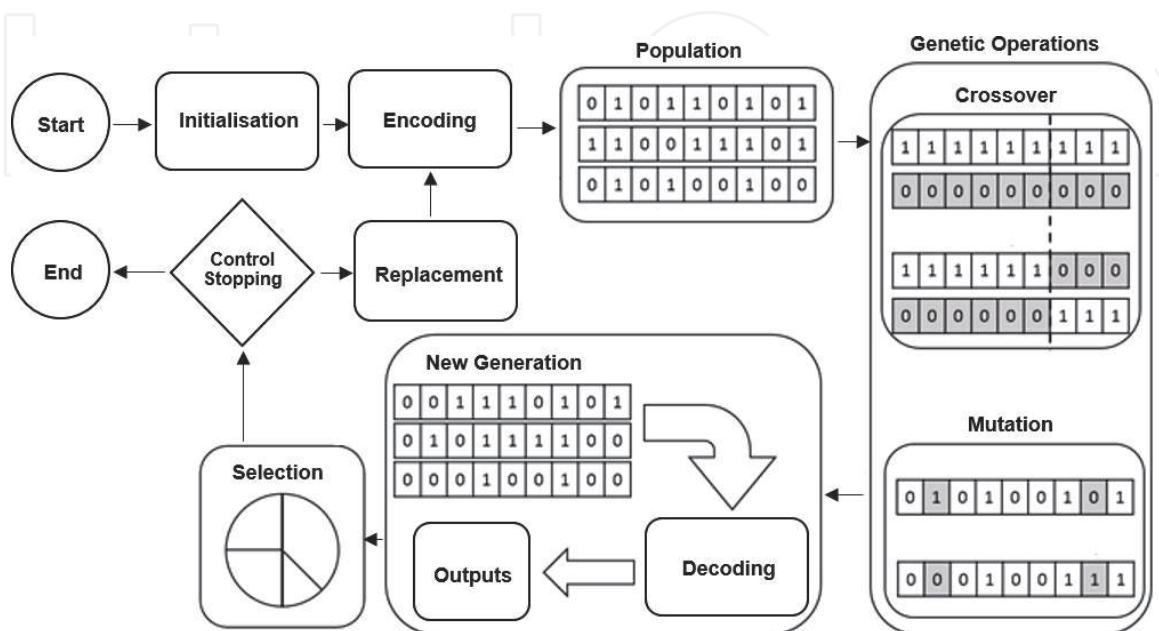 Population
Genetic Operations
Start
Initialisation
Encoding
0 1 0 1 1 0 1 0 1
1 1 0 0 1 1 1 0 1
0 1 0 1 0 0 1 0 0
Crossover
1 1 1 1 1 1 1 1 1
0 0 0 0 0 0 0 0 0
1 1 1 1 1 1 0 0 0
0 0 0 0 0 0 1 1 1
End
Control
Stopping
Replacement
New Generation
0 0 1 1 1 0 1 0 1
0 1 0 1 1 1 1 0 0
0 0 0 1 0 0 1 0 0
Mutation
0 1 0 1 0 0 1 0 1
0 0 0 1 0 0 1 1 1
Selection
Outputs
Decoding